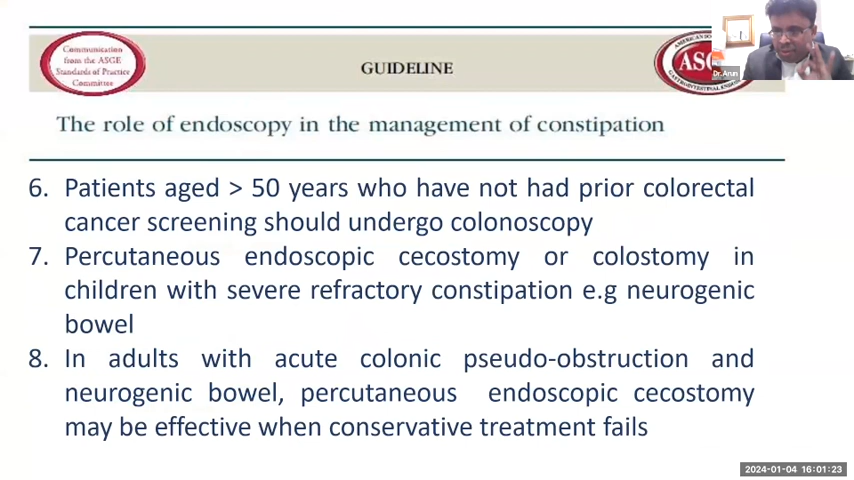 Communication
from the ASGE
Standards of Practice
Committee
GUIDELINE
ASG
Dr.Arun
The role of endoscopy in the management of constipation
6. Patients aged > 50 years who have not had prior colorectal
cancer screening should undergo colonoscopy
7. Percutaneous endoscopic cecostomy or colostomy in
children with severe refractory constipation e.g neurogenic
bowel
8. In adults with acute colonic pseudo-obstruction and
neurogenic bowel, percutaneous endoscopic cecostomy
may be effective when conservative treatment fails
2024-01-04 16:01:23